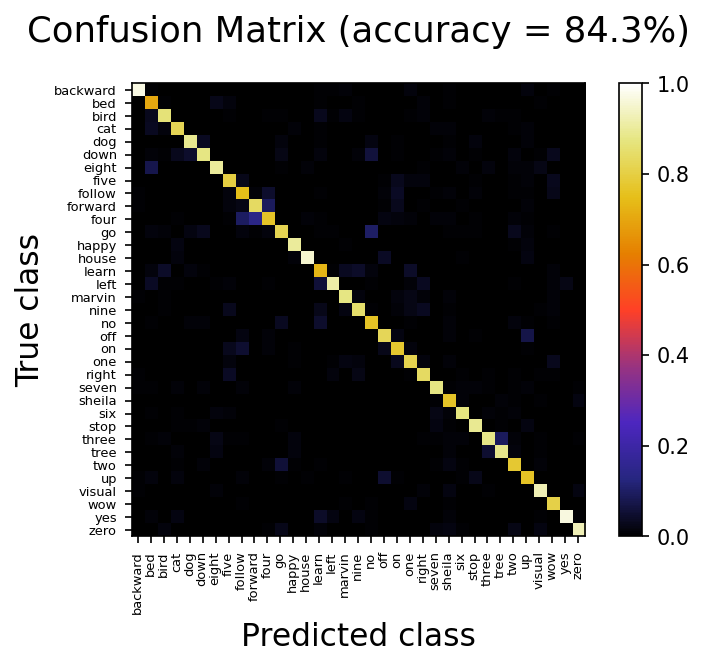 Confusion Matrix (accuracy = 84.3%)
True class
backward
bed
bird
cat
dog
down
eight
five
follow
forward
four
go
happy
house
learn
left
marvin
nine
no
off
on
one
right
seven
sheila
six
stop
three
tree
two
up
visual
wow
yes
zero
backward
bed
bird
cat
dog
down
eight
five
follow
forward
four
go
happy
house
learn
left
marvin
nine
no
off
on
one
right
seven
sheila
six
stop
three
tree
two
up
visual
wow
yes
zero
Predicted class
1.0
0.8
0.6
0.4
0.2
0.0